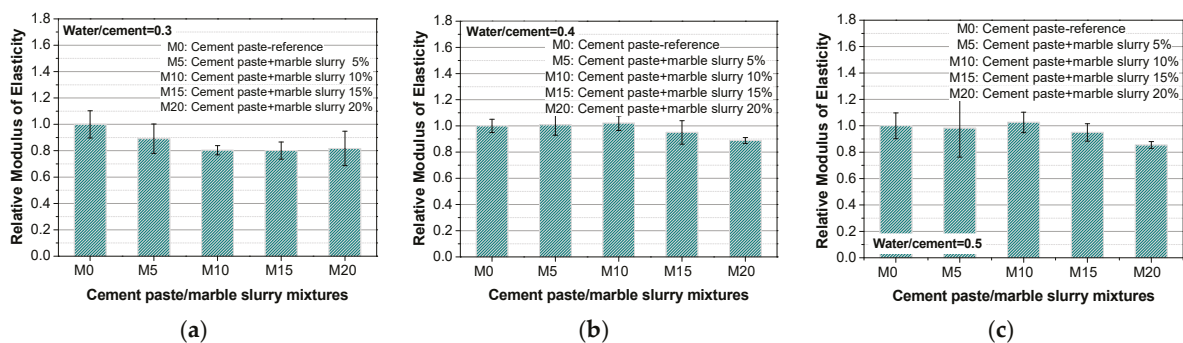 Water/cement=0.3
M0: Cement paste-reference
M5: Cement paste+marble slurry 5%
M10: Cement paste+marble slurry 10%
M15: Cement paste+marble slurry 15%
M20: Cement paste+marble slurry 20%
Relative Modulus of Elasticity
1.8
1.6
1.4
1.2
1.0
0.8
0.6
0.4
0.2
0.0
M0 M5 M10 M15 M20
Cement paste/marble slurry mixtures
(a)
Water/cement=0.4
M0: Cement paste-reference
M5: Cement paste+marble slurry 5%
M10: Cement paste+marble slurry 10%
M15: Cement paste+marble slurry 15%
M20: Cement paste+marble slurry 20%
Relative Modulus of Elasticity
1.8
1.6
1.4
1.2
1.0
0.8
0.6
0.4
0.2
0.0
M0 M5 M10 M15 M20
Cement paste/marble slurry mixtures
(b)
M0: Cement paste-reference
M5: Cement paste+marble slurry 5%
M10: Cement paste+marble slurry 10%
M15: Cement paste+marble slurry 15%
M20: Cement paste+marble slurry 20%
Relative Modulus of Elasticity
1.8
1.6
1.4
1.2
1.0
0.8
0.6
0.4
0.2
0.0
Water/cement=0.5
M0 M5 M10 M15 M20
Cement paste/marble slurry mixtures
(c)